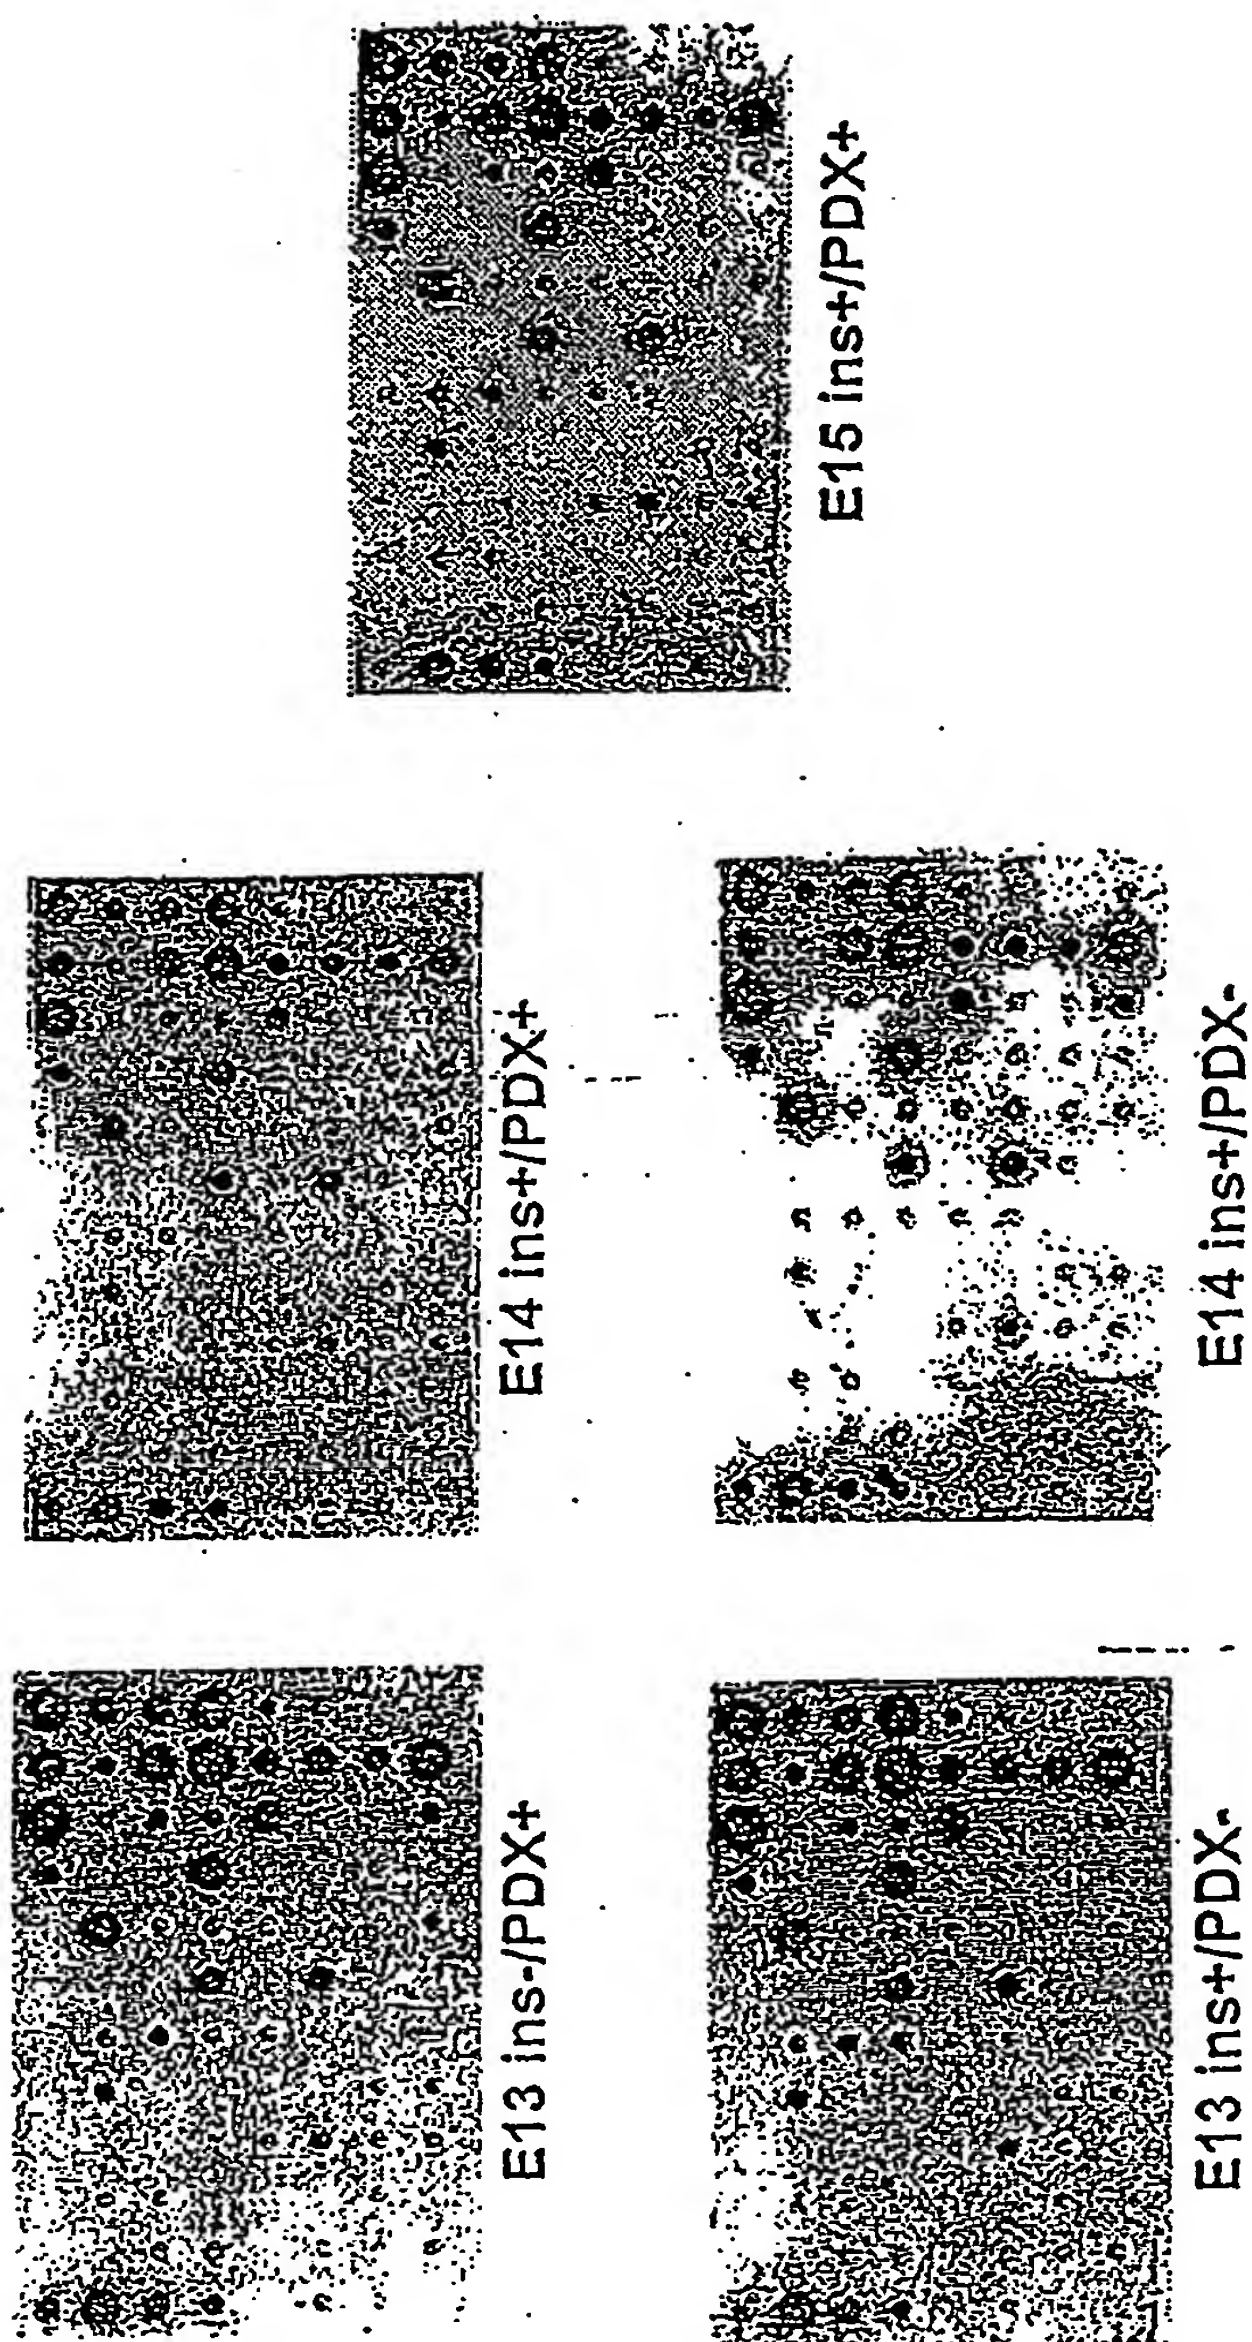 E15 ins+/PDX+
E14 ins+/PDX+
E14 ins+/PDX-
E13 ins-/PDX+
E13 ins+/PDX-